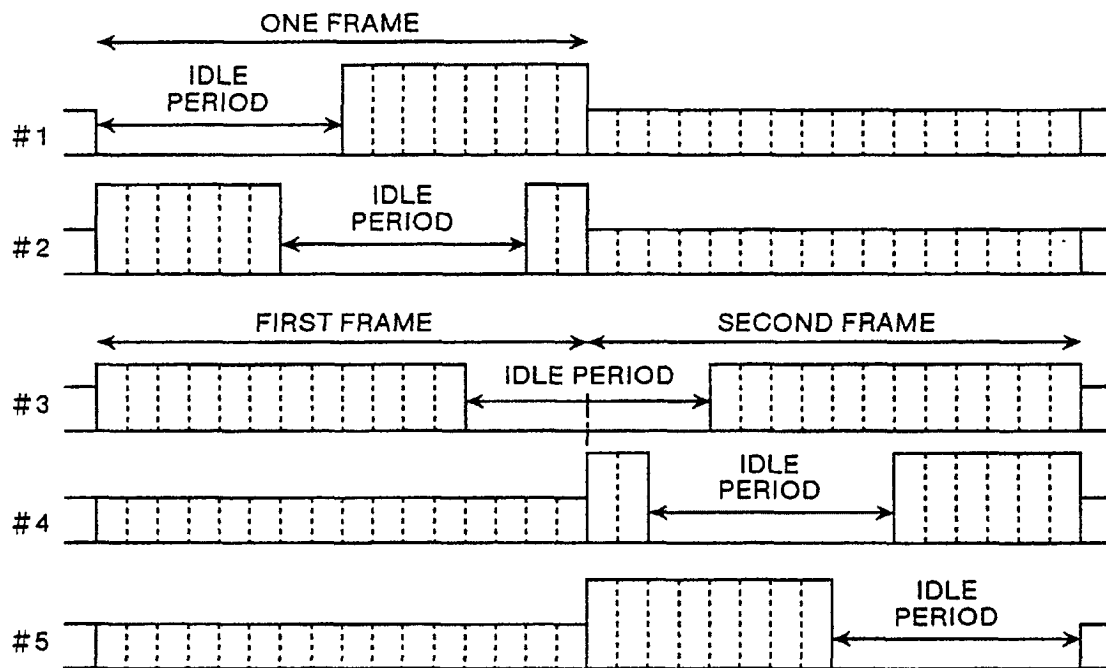 ONE FRAME
IDLE
PERIOD
#1
IDLE
PERIOD
#2
FIRST FRAME
SECOND FRAME
IDLE PERIOD
#3
IDLE
PERIOD
#4
IDLE
PERIOD
#5